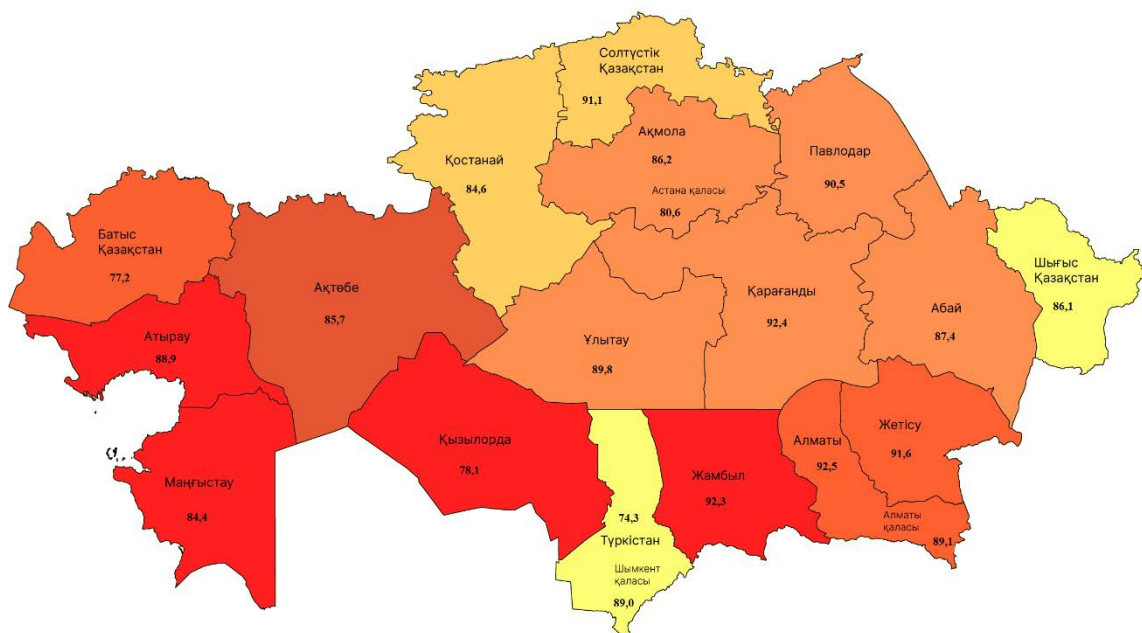 Солтүстік
Қазақстан
91,1
Ақмола
86,2
Павлодар
90,5
Қостанай
84,6
Астана қаласы
80,6
Батыс
Қазақстан
77,2
Шығыс
Қазақстан
86,1
Ақтөбе
85,7
Қарағанды
92,4
Абай
87,4
Атырау
88,9
Ұлытау
89,8
Қызылорда
78,1
Алматы
92,5
Жетісу
91,6
Маңғыстау
84,4
Жамбыл
92,3
74,3
Түркістан
Алматы
қаласы
89,1
Шымкент
қаласы
89,0